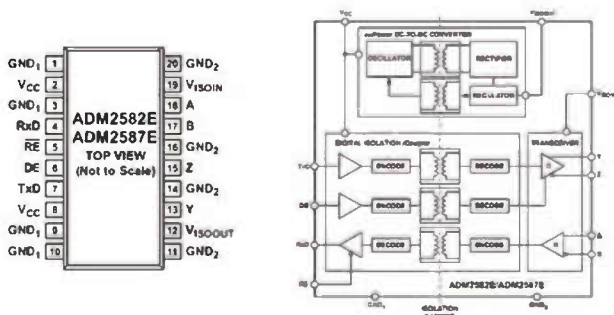 GND1 1
VCC 2
GND1 3
RxD 4
RE 5
DE 6
TxD 7
VCC 8
GND1 9
GND1 10
ADM2582E
ADM2587E
TOP VIEW
(Not to Scale)
20 GND2
19 VISOIN
18 A
17 B
16 GND2
15 Z
14 GND2
13 Y
12 VISOOUT
11 GND2
VCC
VISOOUT
DC-TO-DC CONVERTER
OSCILLATOR
RECTIFIER
REGULATOR
DIGITAL ISOLATION
TRANSCEIVER
TxD
ENCODE
DECODE
D
Y
Z
DE
ENCODE
DECODE
RxD
DECODE
ENCODE
R
A
B
RE
ADM2582E/ADM2587E
GND1
ISOLATION
GND2